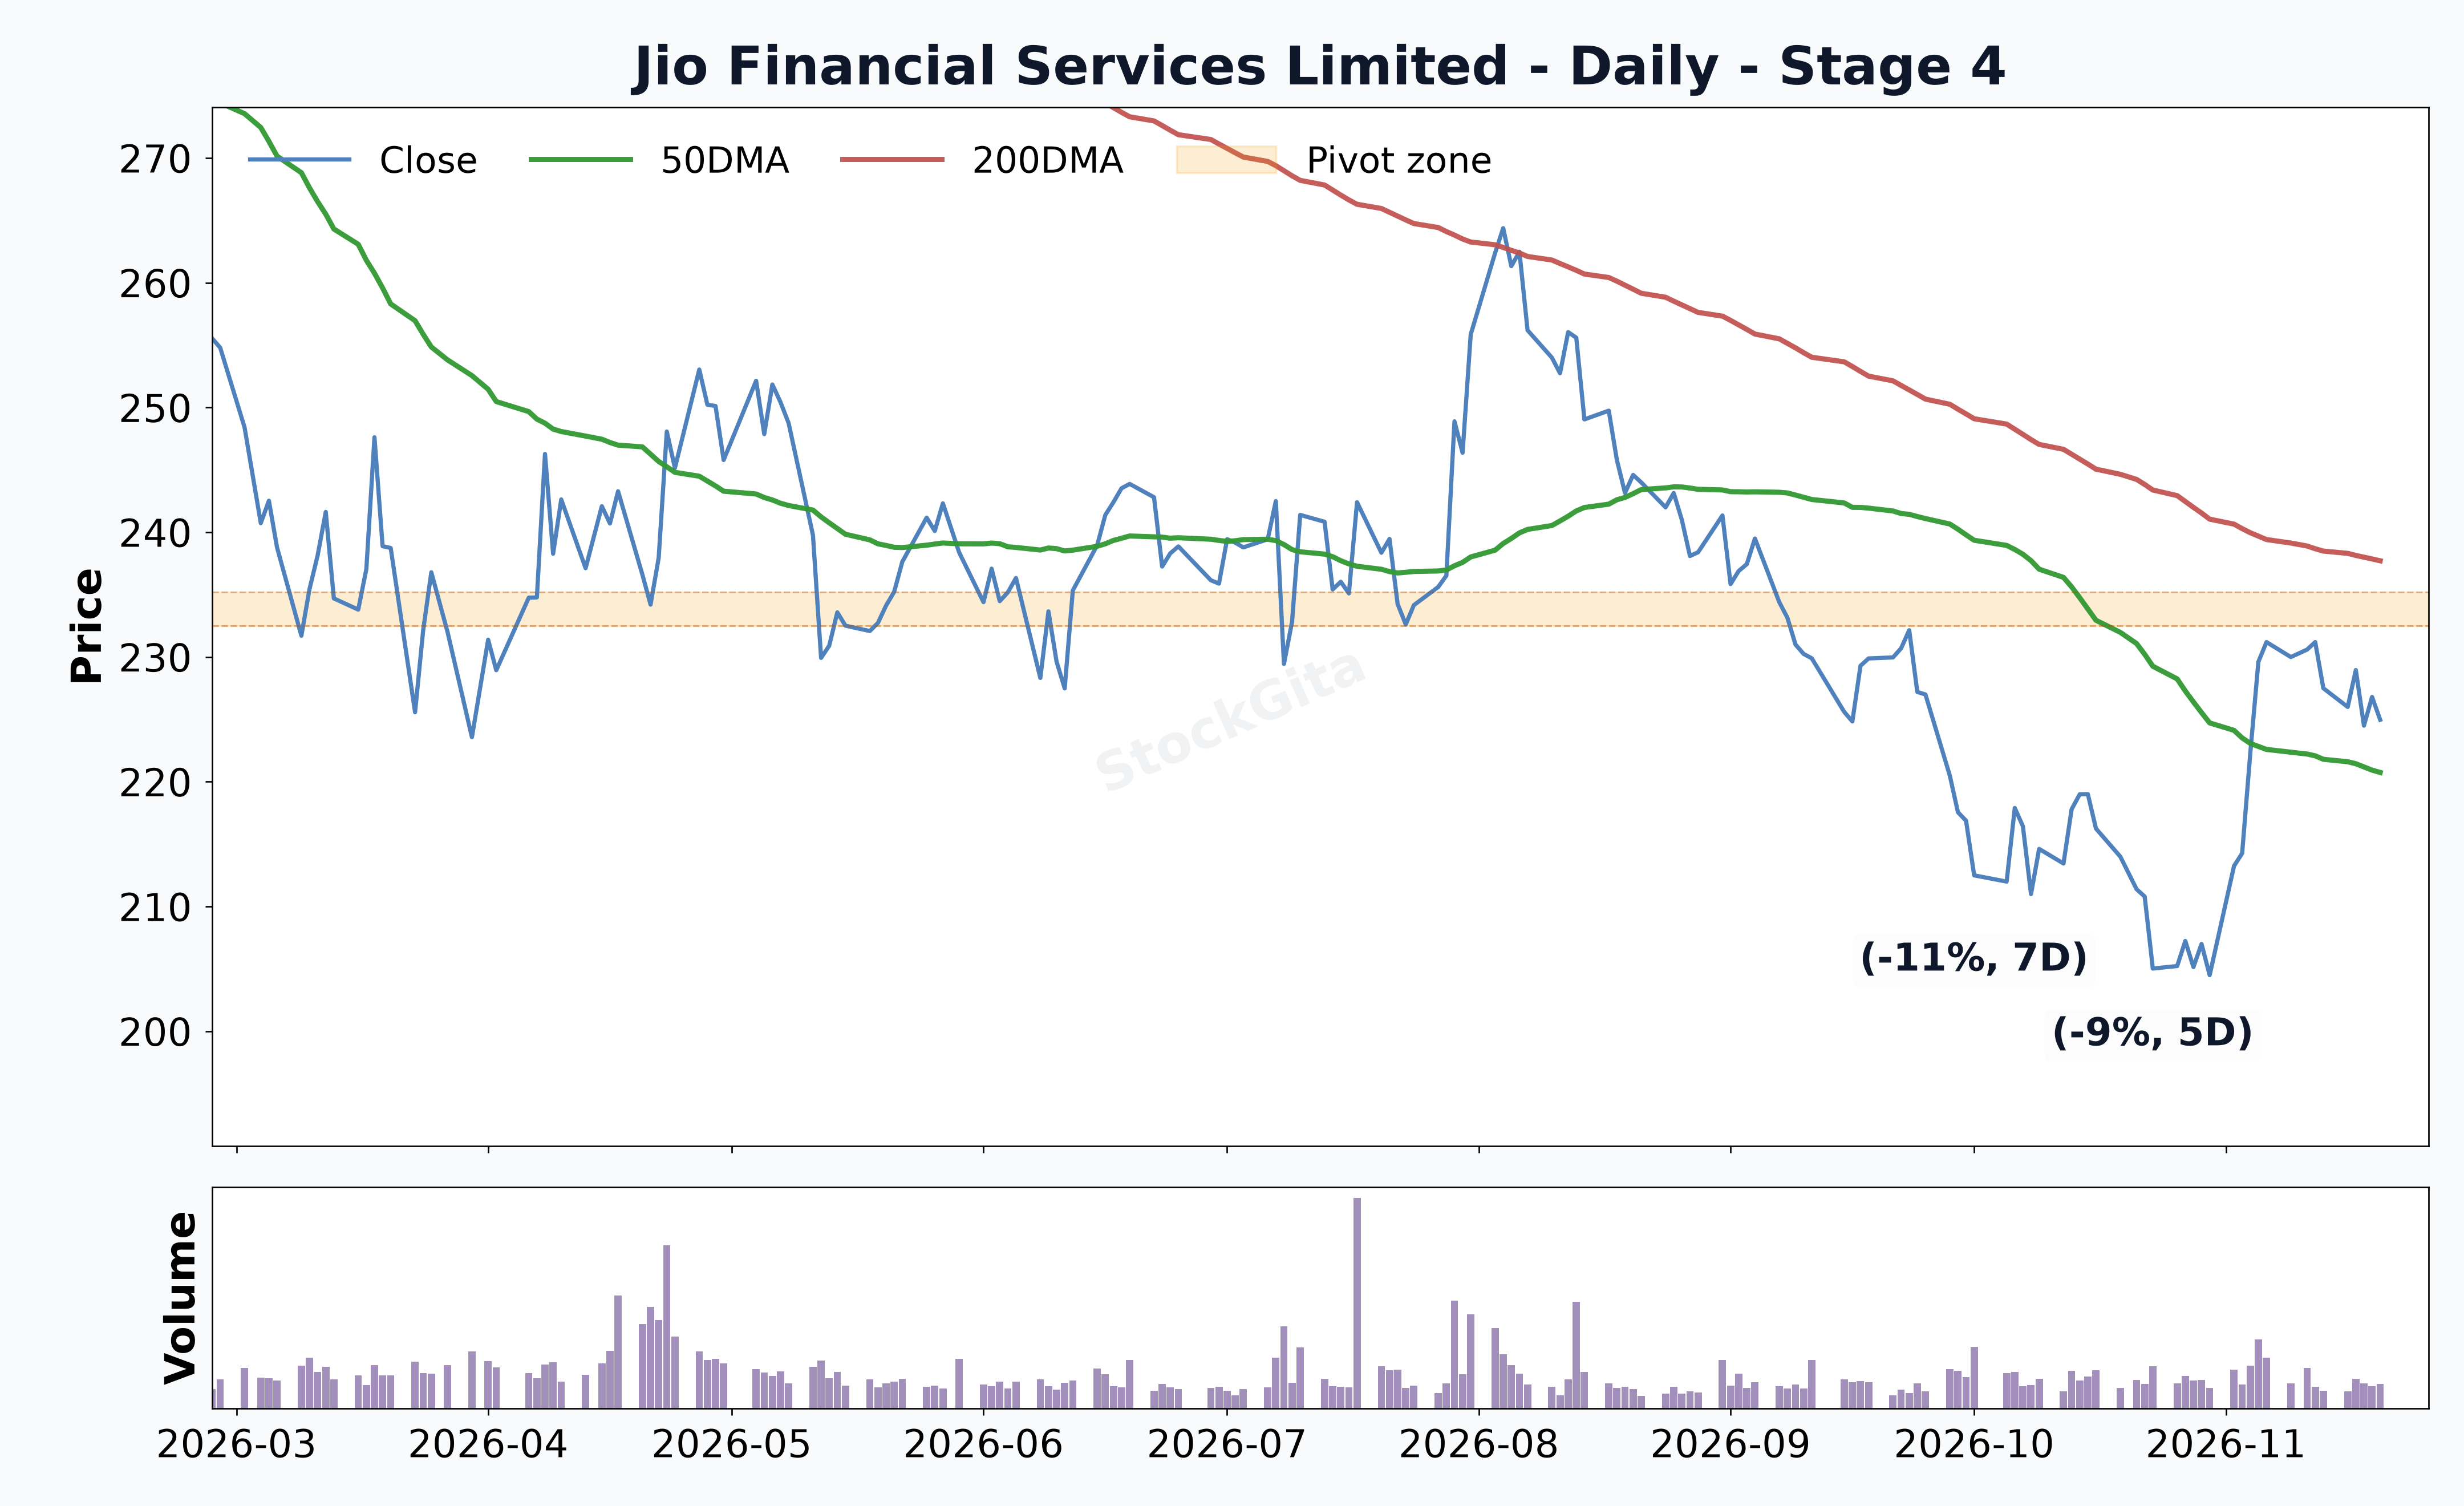 Jio Financial Services Limited - Daily - Stage 4
Close 50DMA 200DMA Pivot zone
270
260
250
240
230
220
210
200
Price
StockGita
(-11%, 7D)
(-9%, 5D)
Volume
2026-03 2026-04 2026-05 2026-06 2026-07 2026-08 2026-09 2026-10 2026-11